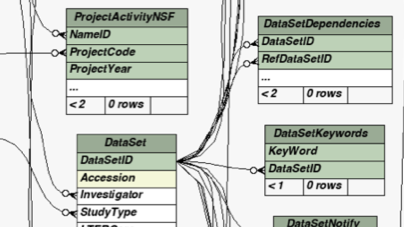 ProjectActivityNSF
NameID
ProjectCode
ProjectYear
...
< 2 0 rows
DataSet
DataSetID
Accession
Investigator
StudyType
DataSetDependencies
DataSetID
RefDataSetID
...
< 2 0 rows
DataSetKeywords
KeyWord
DataSetID
< 1 0 rows
DataSetNotify